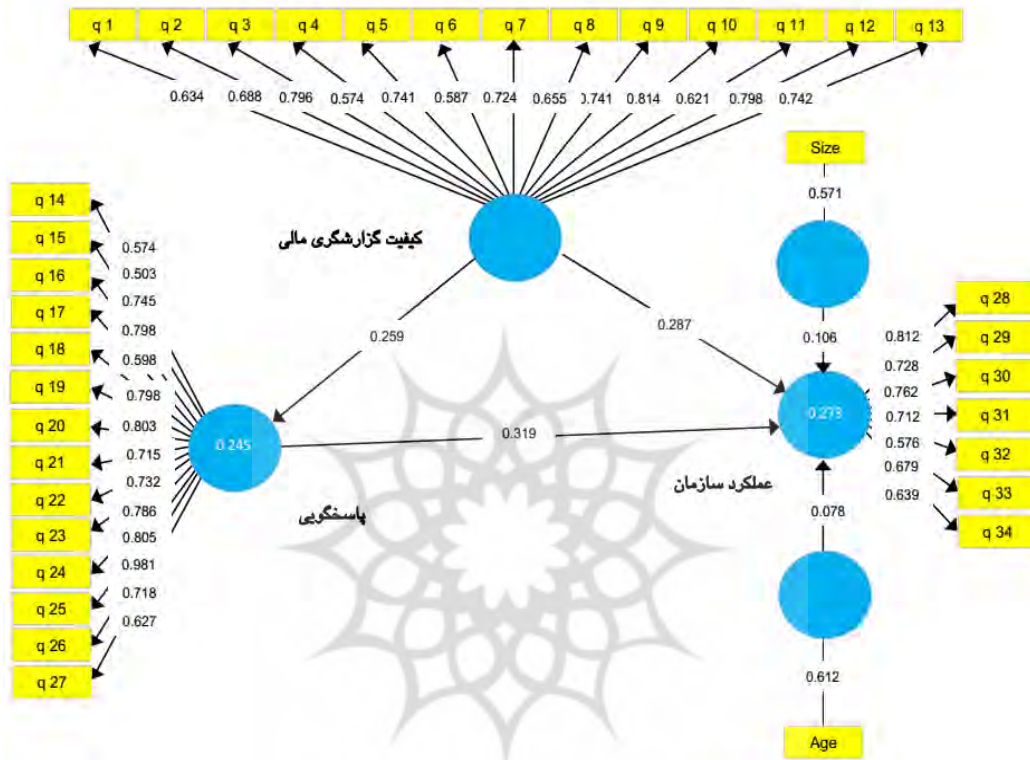 q 1 q 2 q 3 q 4 q 5 q 6 q 7 q 8 q 9 q 10 q 11 q 12 q 13
0.634 0.688 0.796 0.574 0.741 0.587 0.724 0.655 0.741 0.814 0.621 0.798 0.742
Size
0.571
q 14
q 15
q 16
q 17
q 18
q 19
q 20
q 21
q 22
q 23
q 24
q 25
q 26
q 27
0.574
0.503
0.745
0.798
0.598
0.798
0.803
0.715
0.732
0.786
0.805
0.981
0.718
0.627
کیفیت گزارشگری مالی
0.259
0.287
0.106
0.245
0.319
0.273
پاسخگویی
عملکرد سازمان
0.812
0.728
0.762
0.712
0.576
0.679
0.639
q 28
q 29
q 30
q 31
q 32
q 33
q 34
0.078
0.612
Age